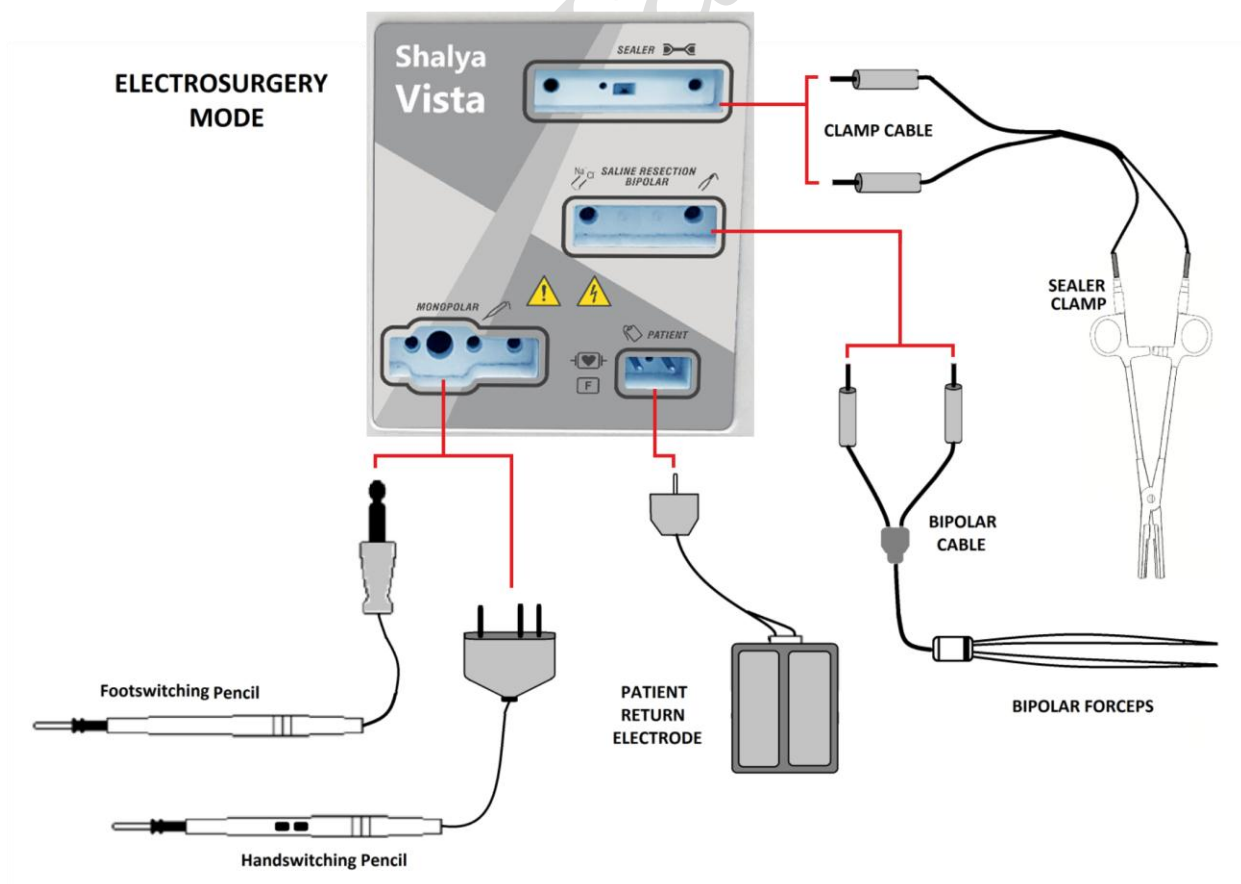 ELECTROSURGERY
MODE
Shalya
Vista
SEALER
CLAMP CABLE
Na Cl
SALINE RESECTION
BIPOLAR
SEALER
CLAMP
MONOPOLAR
PATIENT
F
BIPOLAR
CABLE
Footswitching Pencil
PATIENT
RETURN
ELECTRODE
BIPOLAR FORCEPS
Handswitching Pencil